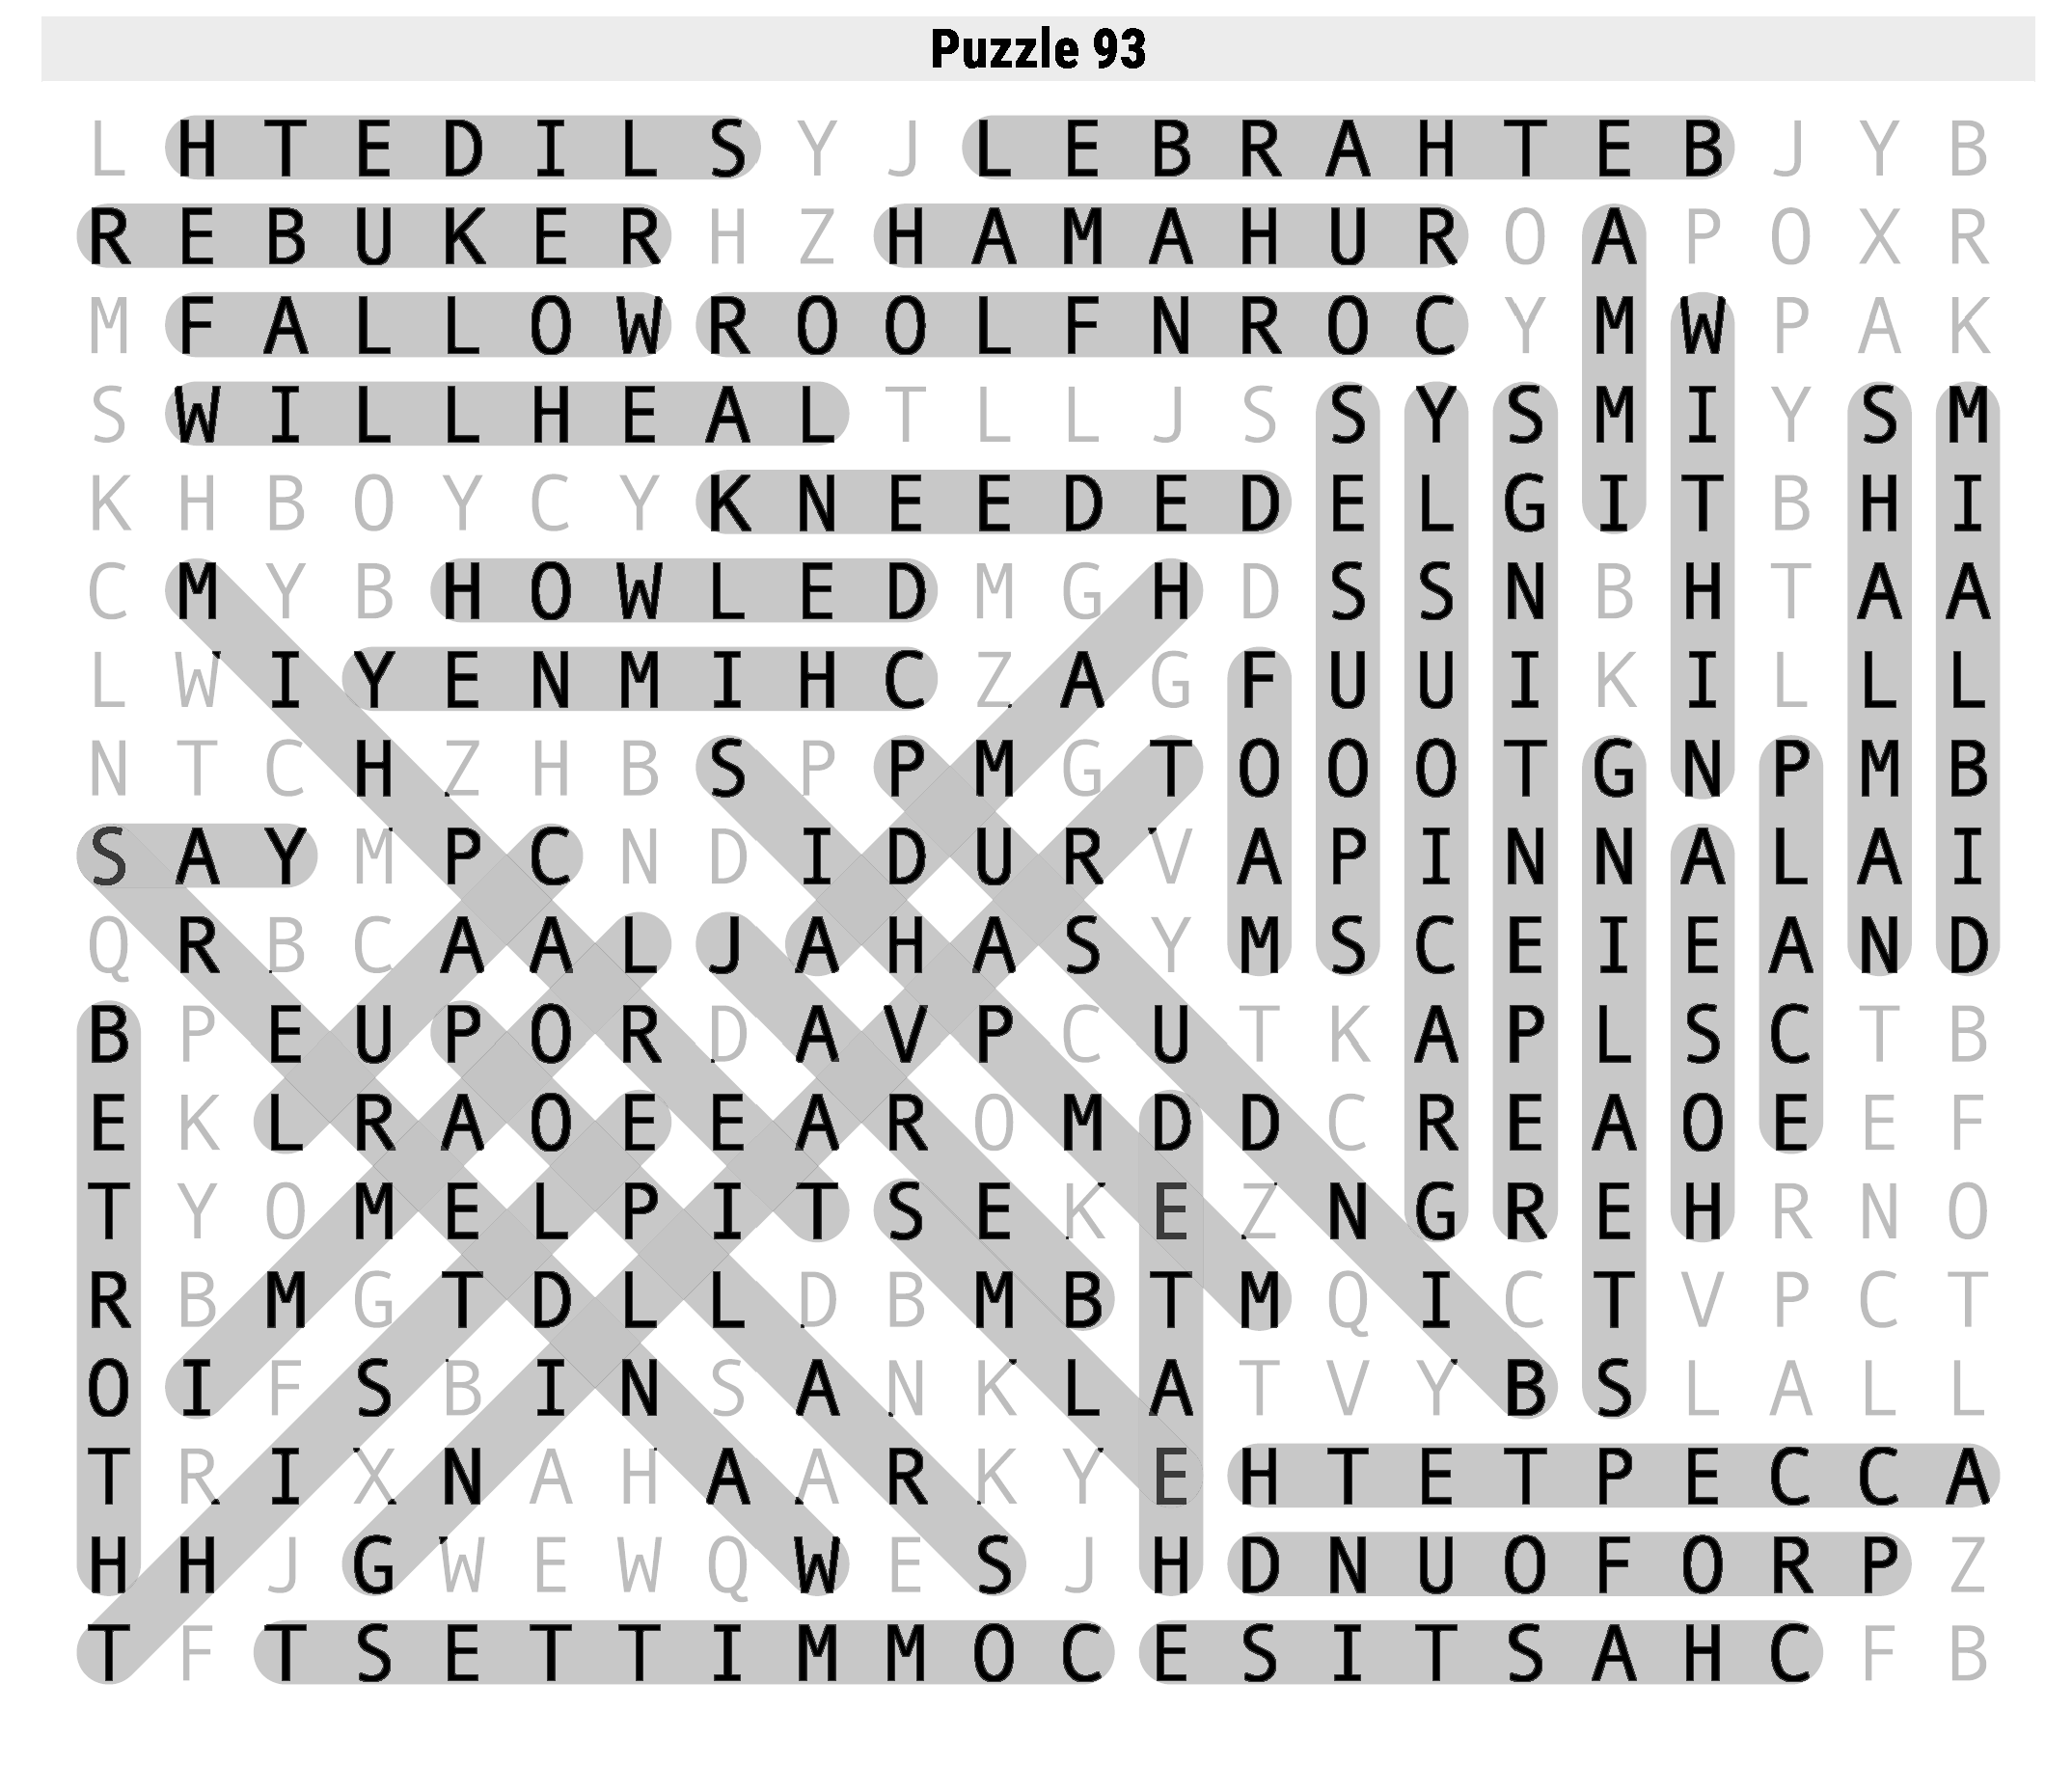 Puzzle 93
L H T E D I L S Y J L E B R A H T E B J Y B
R E B U K E R H Z H A M A H U R O A P O X R
M F A L L O W R O O L F N R O C Y M W P A K
S W I L L H E A L T L L J S S Y S M I Y S M
K H B O Y C Y K N E E D E D E L G I T B H I
C M Y B H O W L E D M G H D S S N B H T A A
L W I Y E N M I H C Z A G F U U I K I L L L
N T C H Z H B S P P M G T O O O T G N P M B
S A Y M P C N D I D U R V A P I N N A L A I
Q R B C A A L J A H A S Y M S C E I E A N D
B P E U P O R D A V P C U T K A P L S C T B
E K L R A O E E A R O M D D C R E A O E E F
T Y O M E L P I T S E K E Z N G R E H R N O
R B M G T D L L D B M B T M Q I C T V P C T
O I F S B I N S A N K L A T V Y B S L A L L
T R I X N A H A A R K Y E H T E T P E C C A
H H J G W E W Q W E S J H D N U O F O R P Z
T F T S E T T I M M O C E S I T S A H C F B